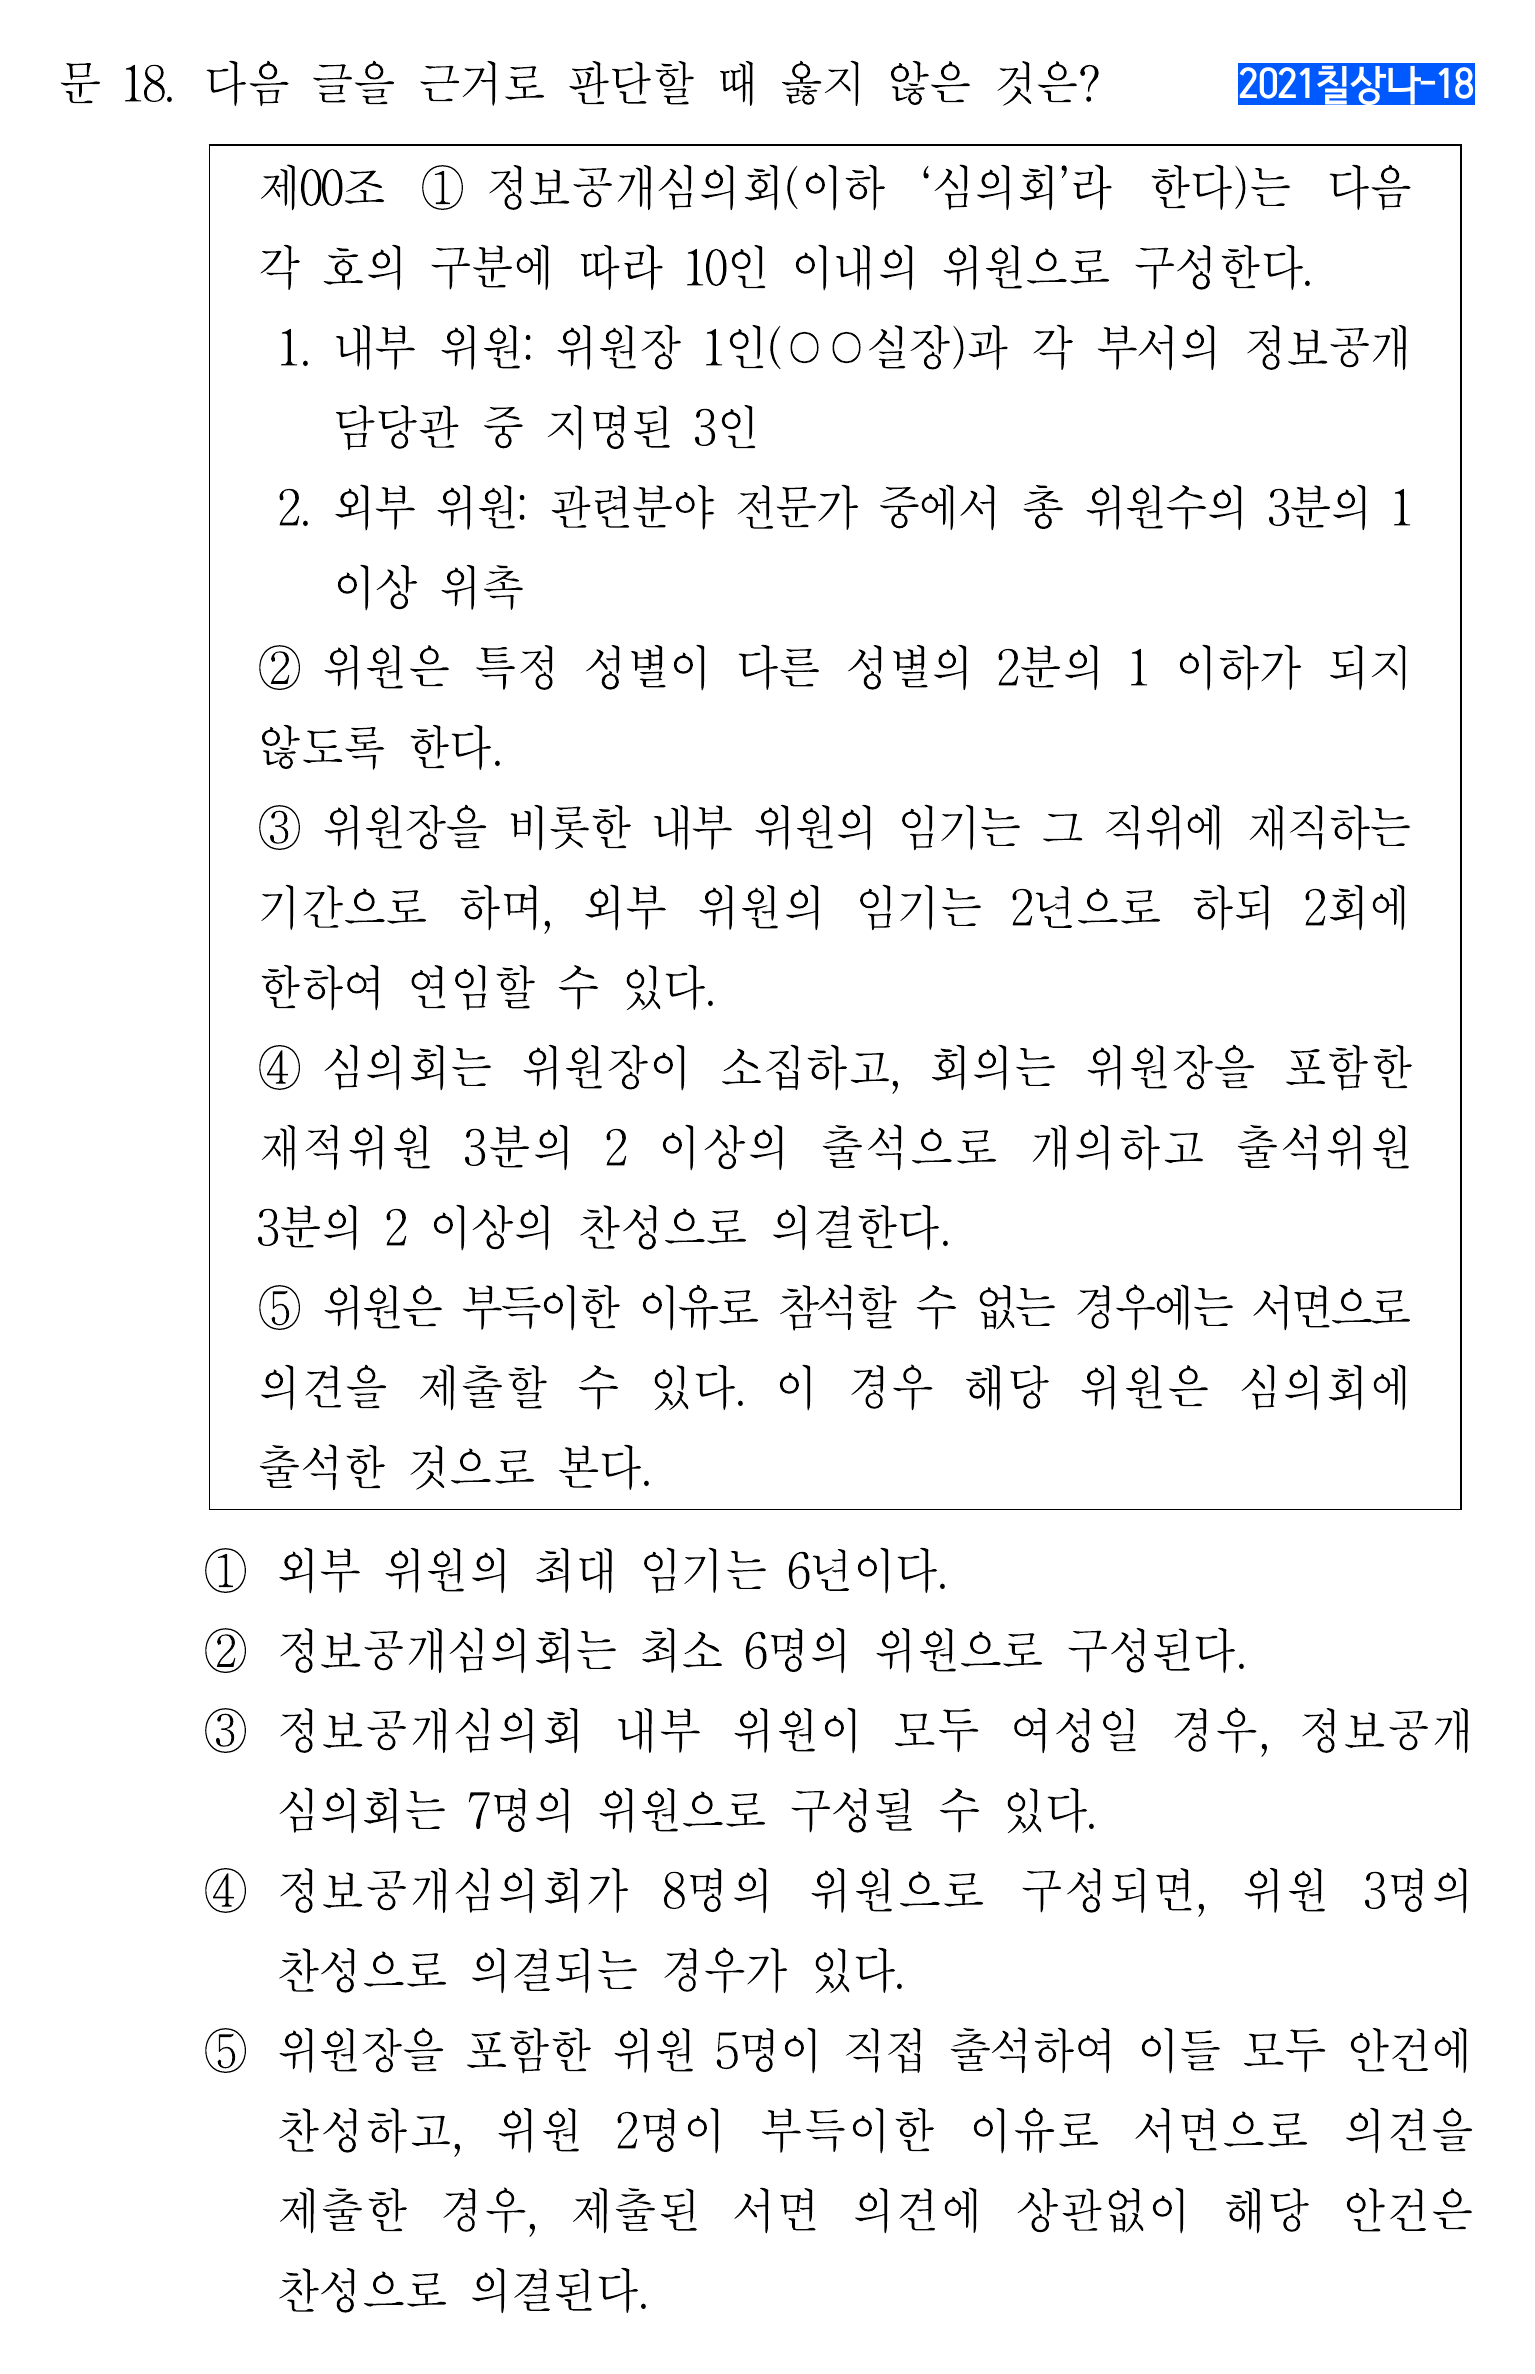 문 18. 다음 글을 근거로 판단할 때 옳지 않은 것은? 2021칠상나-18
제00조 ① 정보공개심의회(이하 ‘심의회’라 한다)는 다음
각 호의 구분에 따라 10인 이내의 위원으로 구성한다.
1. 내부 위원: 위원장 1인(○○실장)과 각 부서의 정보공개
담당관 중 지명된 3인
2. 외부 위원: 관련분야 전문가 중에서 총 위원수의 3분의 1
이상 위촉
② 위원은 특정 성별이 다른 성별의 2분의 1 이하가 되지
않도록 한다.
③ 위원장을 비롯한 내부 위원의 임기는 그 직위에 재직하는
기간으로 하며, 외부 위원의 임기는 2년으로 하되 2회에
한하여 연임할 수 있다.
④ 심의회는 위원장이 소집하고, 회의는 위원장을 포함한
재적위원 3분의 2 이상의 출석으로 개의하고 출석위원
3분의 2 이상의 찬성으로 의결한다.
⑤ 위원은 부득이한 이유로 참석할 수 없는 경우에는 서면으로
의견을 제출할 수 있다. 이 경우 해당 위원은 심의회에
출석한 것으로 본다.
① 외부 위원의 최대 임기는 6년이다.
② 정보공개심의회는 최소 6명의 위원으로 구성된다.
③ 정보공개심의회 내부 위원이 모두 여성일 경우, 정보공개
심의회는 7명의 위원으로 구성될 수 있다.
④ 정보공개심의회가 8명의 위원으로 구성되면, 위원 3명의
찬성으로 의결되는 경우가 있다.
⑤ 위원장을 포함한 위원 5명이 직접 출석하여 이들 모두 안건에
찬성하고, 위원 2명이 부득이한 이유로 서면으로 의견을
제출한 경우, 제출된 서면 의견에 상관없이 해당 안건은
찬성으로 의결된다.